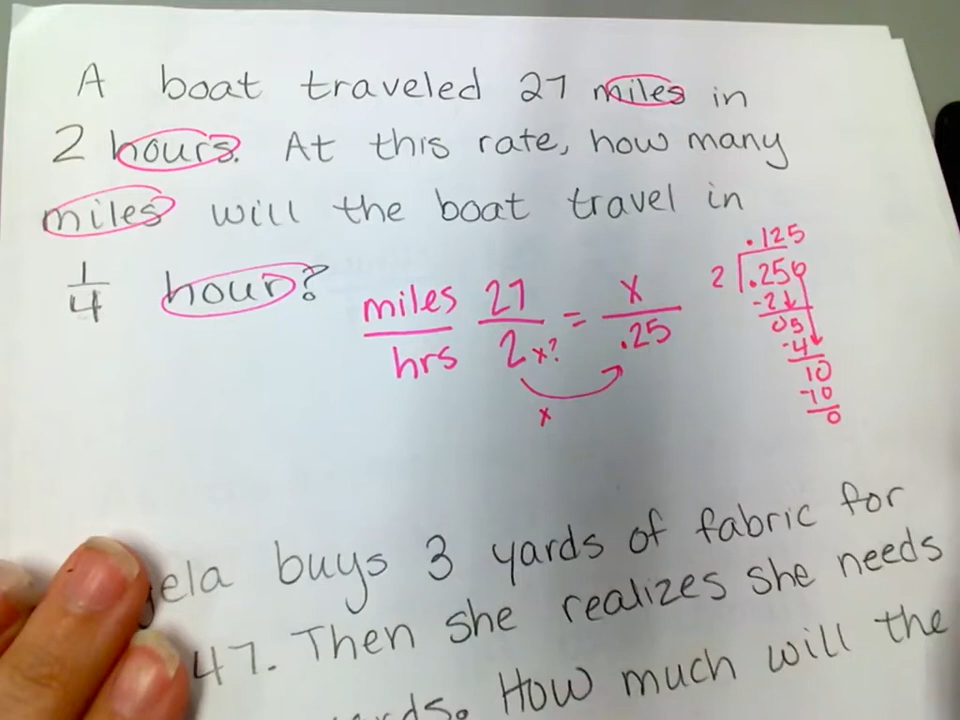 A boat traveled 27 miles in
2 hours. At this rate, how many
miles will the boat travel in
1/4 hour?
miles/hrs 27/2 x? = x/.25
x
.125
2 .250
-2
05
-4
10
-10
0
ela buys 3 yards of fabric for
47. Then she realizes she needs
How much will the